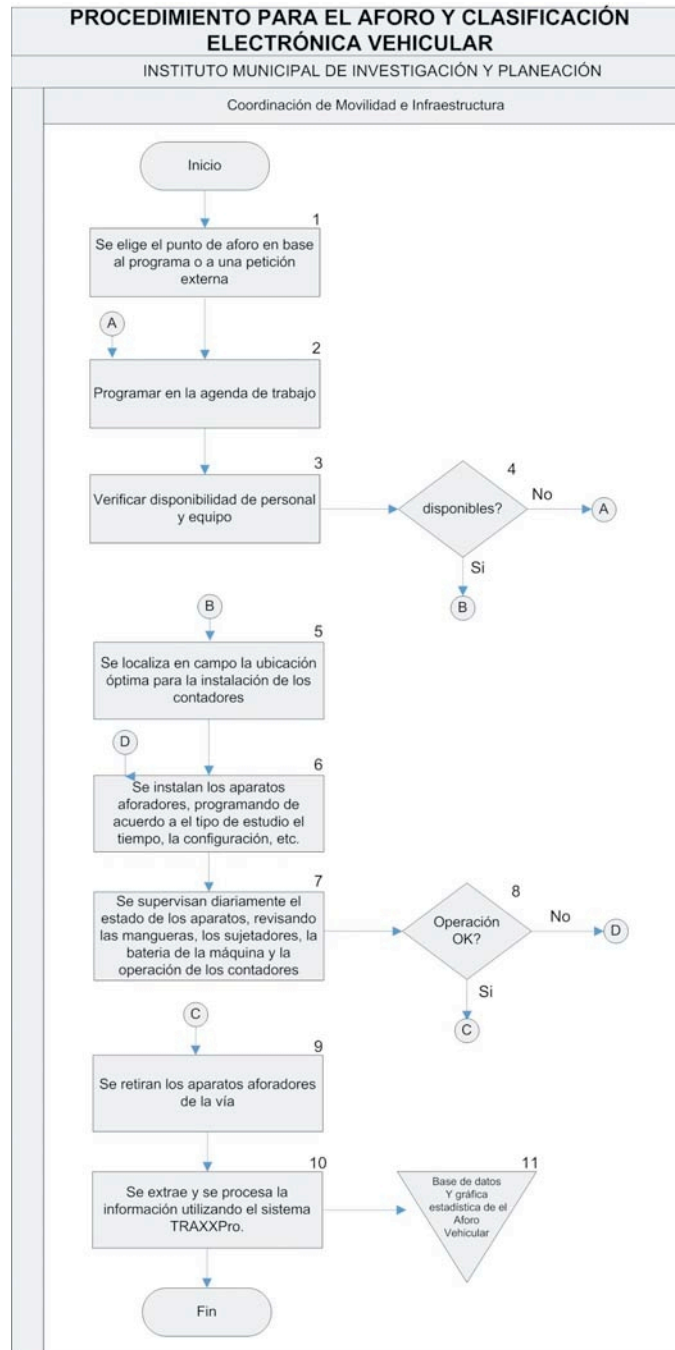 PROCEDIMIENTO PARA EL AFORO Y CLASIFICACIÓN
ELECTRÓNICA VEHICULAR
INSTITUTO MUNICIPAL DE INVESTIGACIÓN Y PLANEACIÓN
Coordinación de Movilidad e Infraestructura
Inicio
1
Se elige el punto de aforo en base
al programa o a una petición
externa
A
2
Programar en la agenda de trabajo
3
Verificar disponibilidad de personal
y equipo
4
disponibles?
No
A
Si
B
B
5
Se localiza en campo la ubicación
óptima para la instalación de los
contadores
D
6
Se instalan los aparatos
aforadores, programando de
acuerdo a el tipo de estudio el
tiempo, la configuración, etc.
7
Se supervisan diariamente el
estado de los aparatos, revisando
las mangueras, los sujetadores, la
bateria de la máquina y la
operación de los contadores
8
Operación
OK?
No
D
Si
C
C
9
Se retiran los aparatos aforadores
de la vía
10
Se extrae y se procesa la
información utilizando el sistema
TRAXXPro.
11
Base de datos
Y gráfica
estadística de el
Aforo
Vehicular
Fin